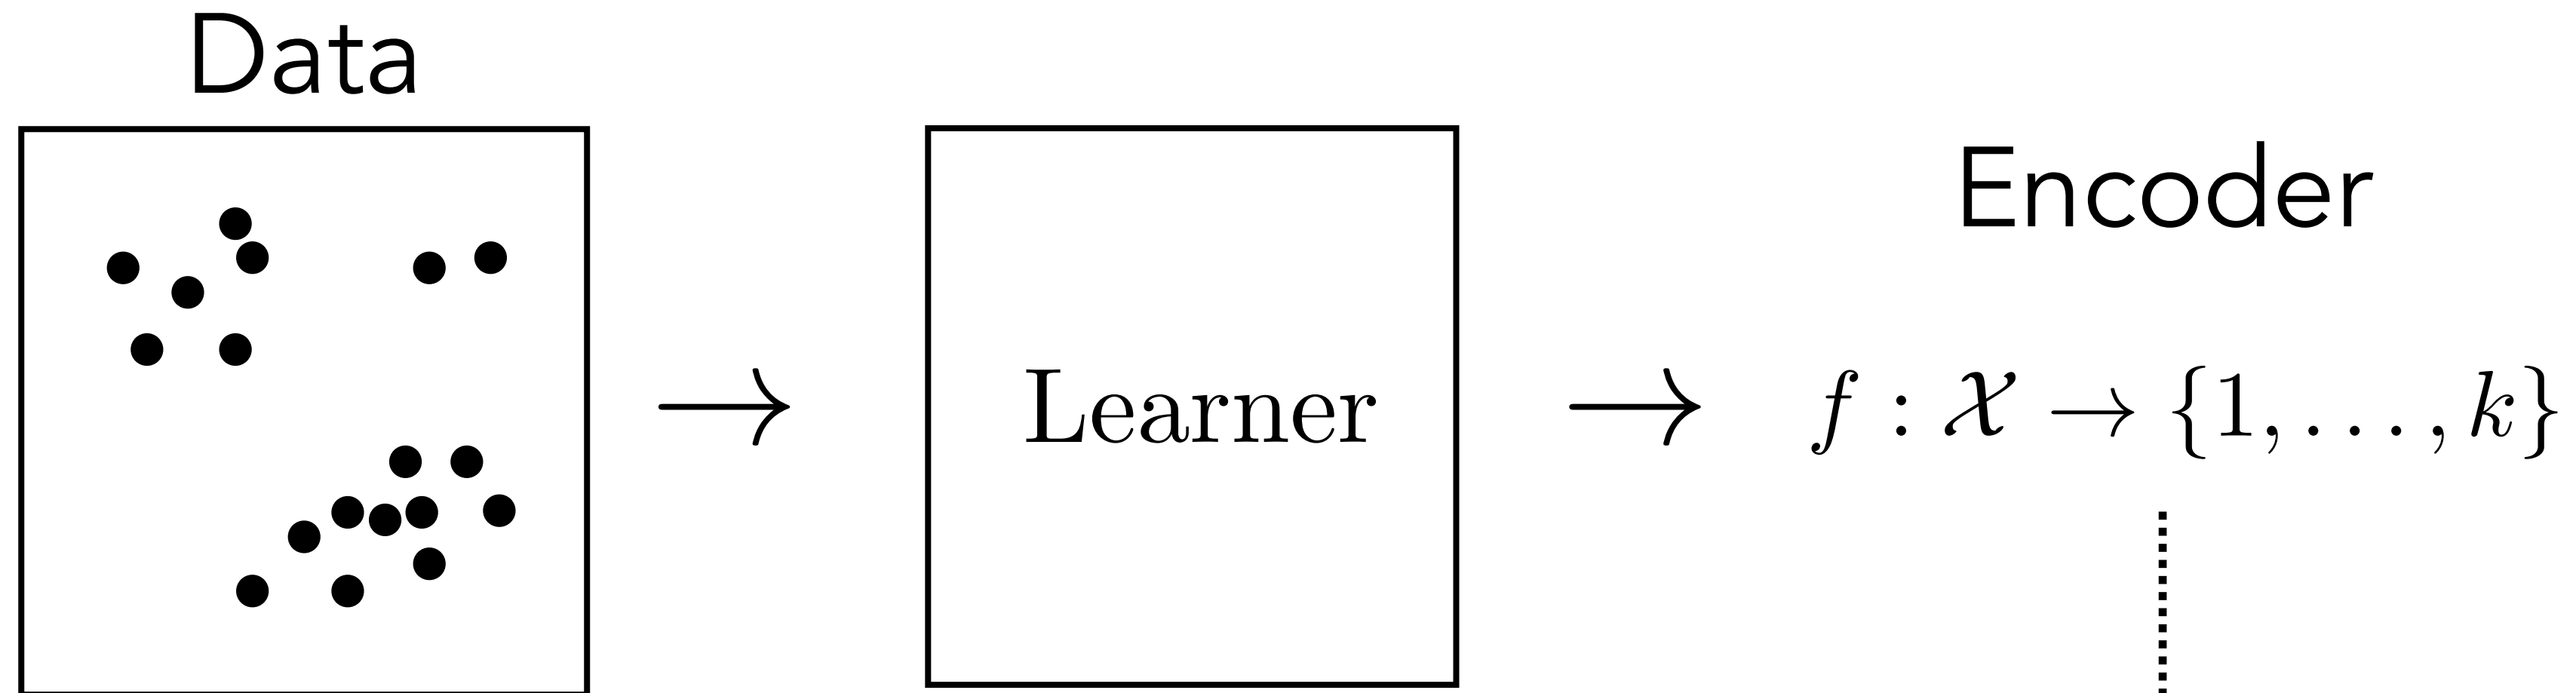 Data
Encoder
Learner
f : 𝒳 → {1, . . . , k}